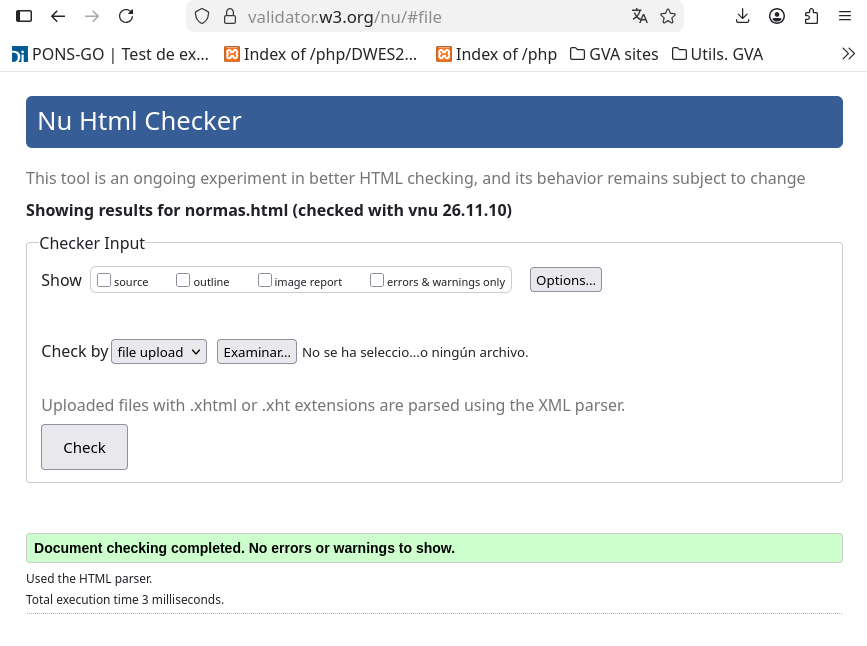 validator.w3.org/nu/#file
PONS-GO | Test de ex... Index of /php/DWES2... Index of /php GVA sites Utils. GVA
Nu Html Checker
This tool is an ongoing experiment in better HTML checking, and its behavior remains subject to change
Showing results for normas.html (checked with vnu 26.11.10)
Checker Input
Show source outline image report errors & warnings only Options...
Check by file upload Examinar... No se ha seleccio...o ningún archivo.
Uploaded files with .xhtml or .xht extensions are parsed using the XML parser.
Check
Document checking completed. No errors or warnings to show.
Used the HTML parser.
Total execution time 3 milliseconds.